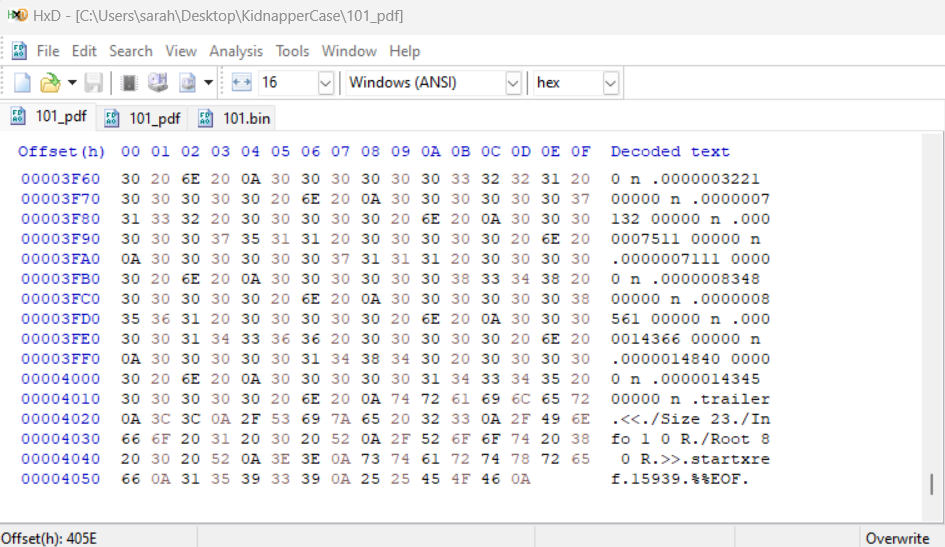 HxD - [C:\Users\sarah\Desktop\KidnapperCase\101_pdf]
File Edit Search View Analysis Tools Window Help
16 Windows (ANSI) hex
101_pdf 101_pdf 101.bin
Offset(h) 00 01 02 03 04 05 06 07 08 09 0A 0B 0C 0D 0E 0F Decoded text
00003F60 30 20 6E 20 0A 30 30 30 30 30 30 33 32 32 31 20 0 n .0000003221
00003F70 30 30 30 30 30 20 6E 20 0A 30 30 30 30 30 30 37 00000 n .0000007
00003F80 31 33 32 20 30 30 30 30 30 20 6E 20 0A 30 30 30 132 00000 n .000
00003F90 30 30 30 37 35 31 31 20 30 30 30 30 30 20 6E 20 0007511 00000 n
00003FA0 0A 30 30 30 30 30 30 37 31 31 31 20 30 30 30 30 .0000007111 0000
00003FB0 30 20 6E 20 0A 30 30 30 30 30 30 38 33 34 38 20 0 n .0000008348
00003FC0 30 30 30 30 30 20 6E 20 0A 30 30 30 30 30 30 38 00000 n .0000008
00003FD0 35 36 31 20 30 30 30 30 30 20 6E 20 0A 30 30 30 561 00000 n .000
00003FE0 30 30 31 34 33 36 36 20 30 30 30 30 30 20 6E 20 0014366 00000 n
00003FF0 0A 30 30 30 30 30 31 34 38 34 30 20 30 30 30 30 .0000014840 0000
00004000 30 20 6E 20 0A 30 30 30 30 30 31 34 33 34 35 20 0 n .0000014345
00004010 30 30 30 30 30 20 6E 20 0A 74 72 61 69 6C 65 72 00000 n .trailer
00004020 0A 3C 3C 0A 2F 53 69 7A 65 20 32 33 0A 2F 49 6E .<<./Size 23./In
00004030 66 6F 20 31 20 30 20 52 0A 2F 52 6F 6F 74 20 38 fo 1 0 R./Root 8
00004040 20 30 20 52 0A 3E 3E 0A 73 74 61 72 74 78 72 65 0 R.>>.startxre
00004050 66 0A 31 35 39 33 39 0A 25 25 45 4F 46 0A f.15939.%%EOF.
Offset(h): 405E Overwrite